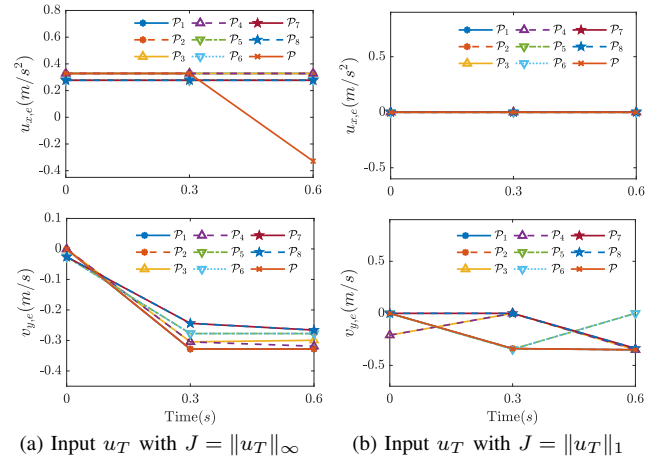 P₁ P₄ P₇
P₂ P₅ P₈
P₃ P₆ P
u_{x,e}(m/s²)
0.8
0.6
0.4
0.2
0
-0.2
-0.4
0 0.3 0.6
P₁ P₄ P₇
P₂ P₅ P₈
P₃ P₆ P
u_{x,e}(m/s²)
0.5
0
-0.5
0 0.3 0.6
P₁ P₄ P₇
P₂ P₅ P₈
P₃ P₆ P
v_{y,e}(m/s)
0.1
0
-0.1
-0.2
-0.3
-0.4
0 0.3 0.6
Time(s)
P₁ P₄ P₇
P₂ P₅ P₈
P₃ P₆ P
v_{y,e}(m/s)
0.5
0
-0.5
0 0.3 0.6
Time(s)
(a) Input u_T with J = ‖u_T‖_∞ (b) Input u_T with J = ‖u_T‖₁